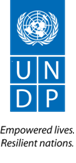 U N
D P
Empowered lives.
Resilient nations.